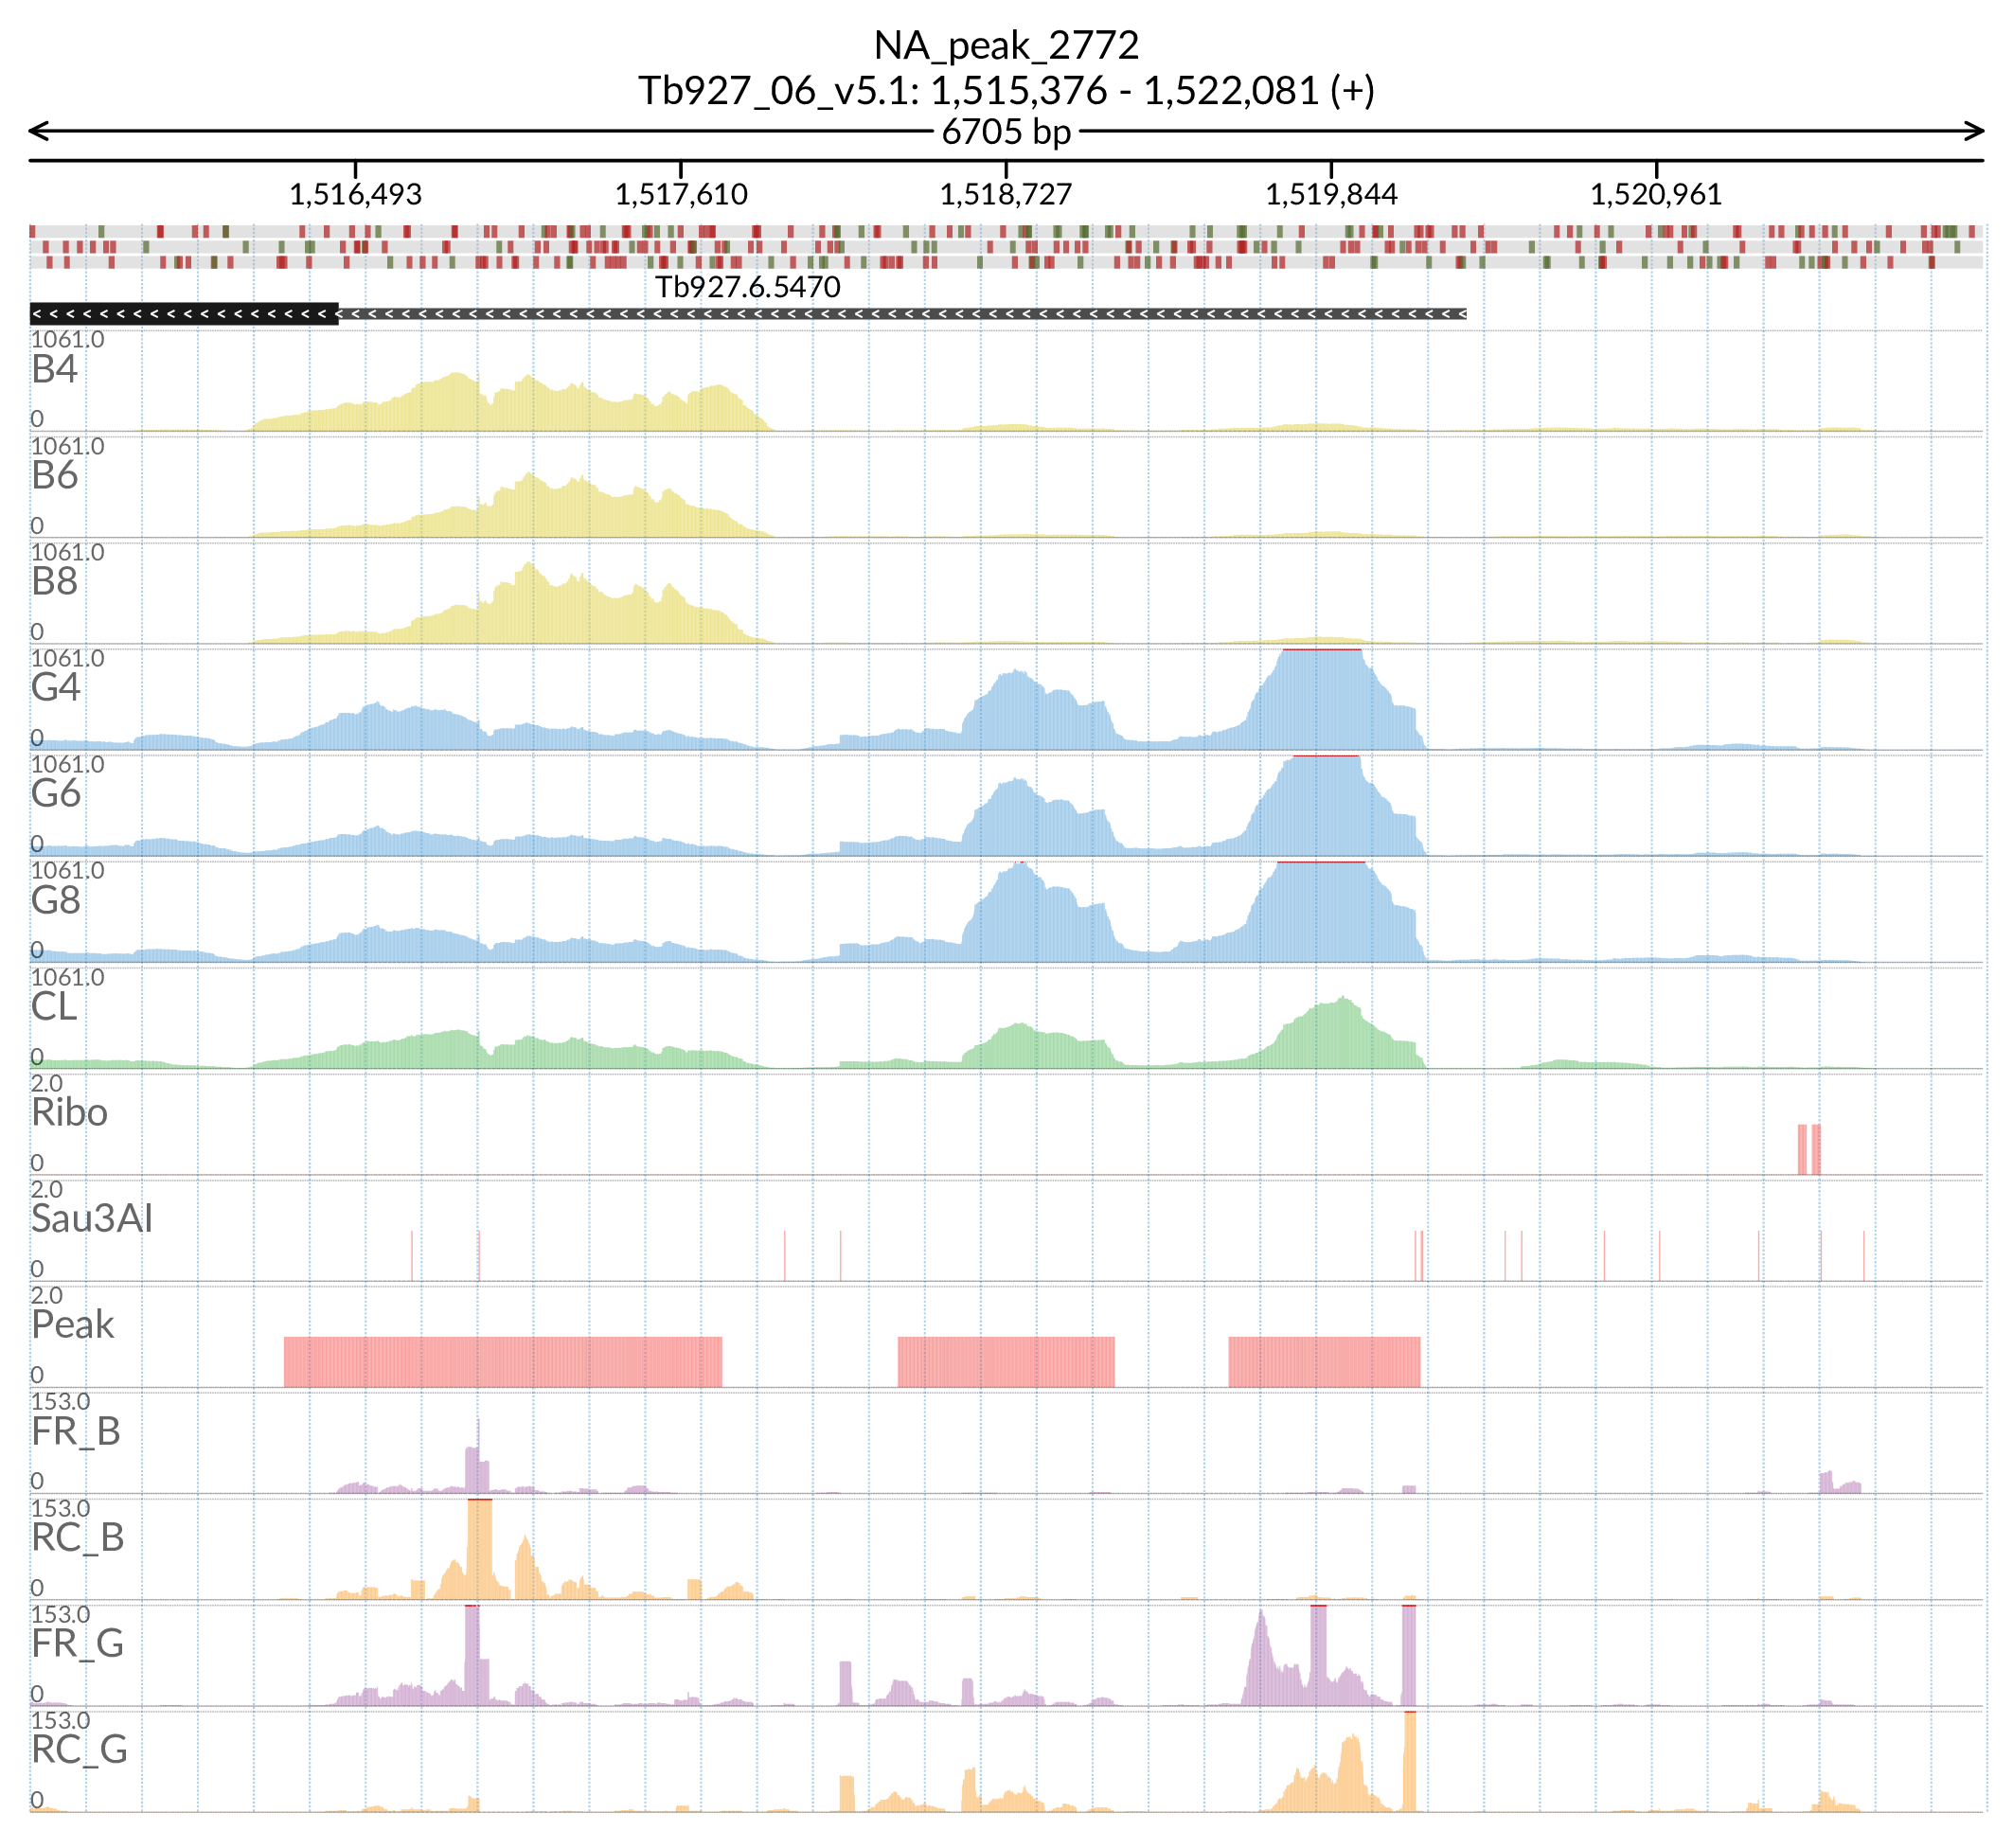 NA_peak_2772
Tb927_06_v5.1: 1,515,376 - 1,522,081 (+)
6705 bp
1,516,493 1,517,610 1,518,727 1,519,844 1,520,961
Tb927.6.5470
1061.0
B4
0
1061.0
B6
0
1061.0
B8
0
1061.0
G4
0
1061.0
G6
0
1061.0
G8
0
1061.0
CL
0
2.0
Ribo
0
2.0
Sau3AI
0
2.0
Peak
0
153.0
FR_B
0
153.0
RC_B
0
153.0
FR_G
0
153.0
RC_G
0